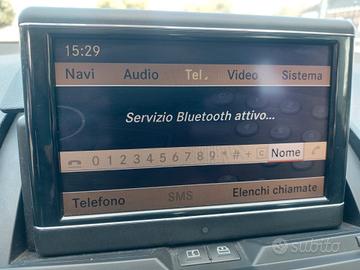 15:29
Navi Audio Tel. Video Sistema
Servizio Bluetooth attivo...
0 1 2 3 4 5 6 7 8 9 * # + C Nome
Telefono SMS Elenchi chiamate
subito